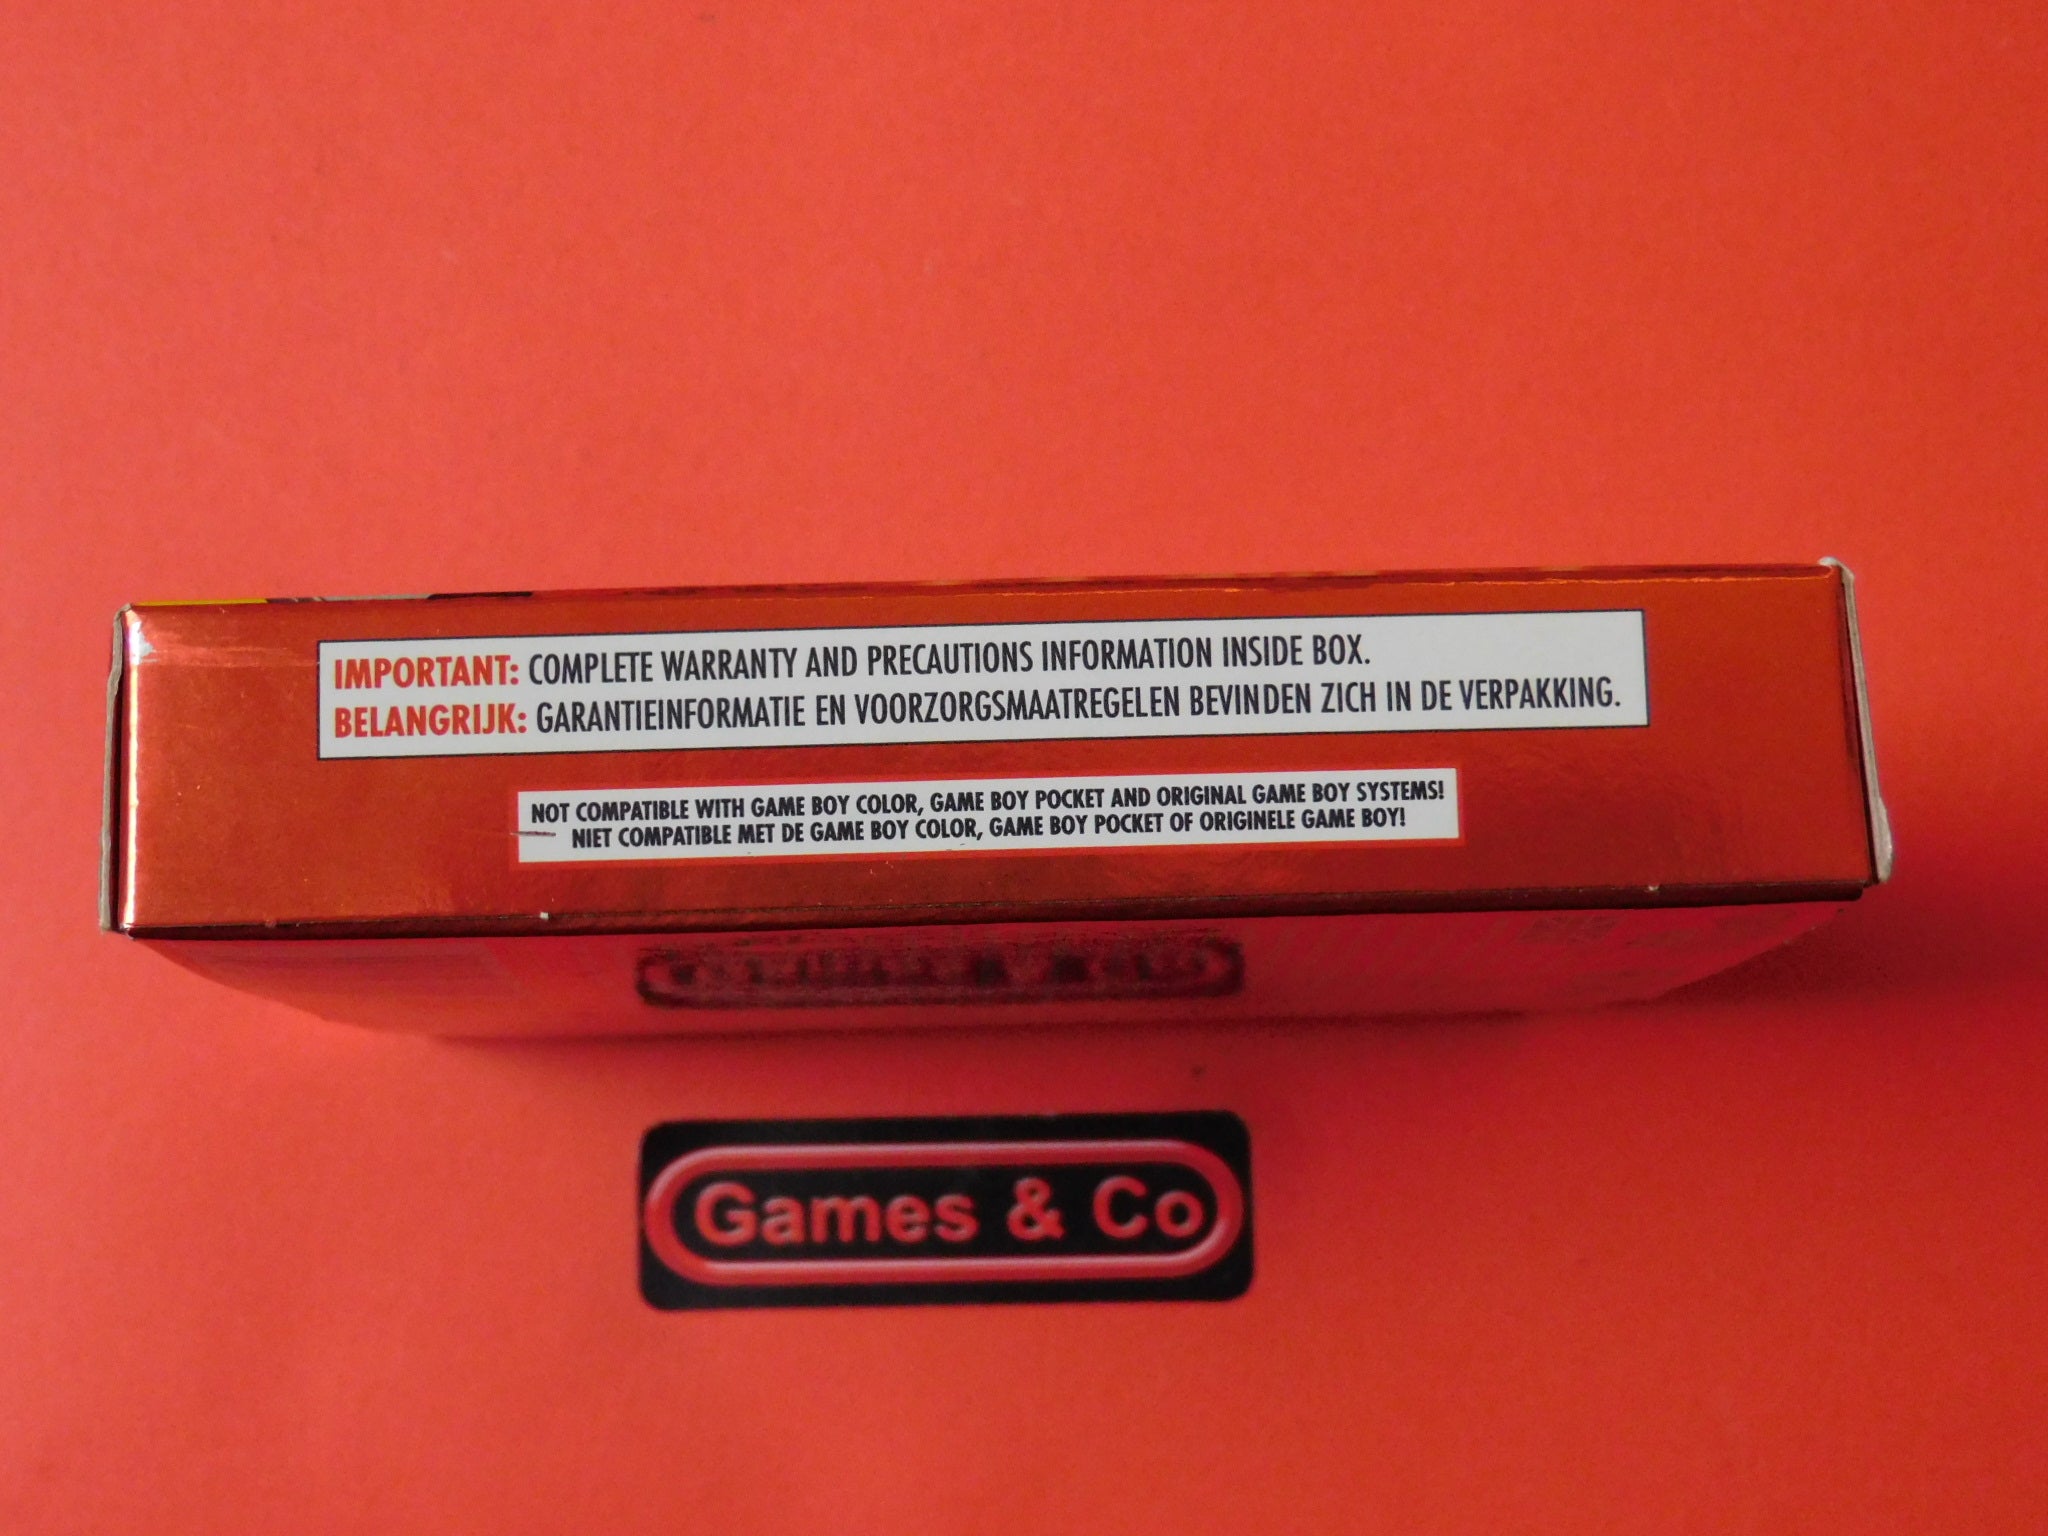 IMPORTANT: COMPLETE WARRANTY AND PRECAUTIONS INFORMATION INSIDE BOX.
BELANGRIJK: GARANTIEINFORMATIE EN VOORZORGSMAATREGELEN BEVINDEN ZICH IN DE VERPAKKING.
NOT COMPATIBLE WITH GAME BOY COLOR, GAME BOY POCKET AND ORIGINAL GAME BOY SYSTEMS!
NIET COMPATIBLE MET DE GAME BOY COLOR, GAME BOY POCKET OF ORIGINELE GAME BOY!
Games & Co